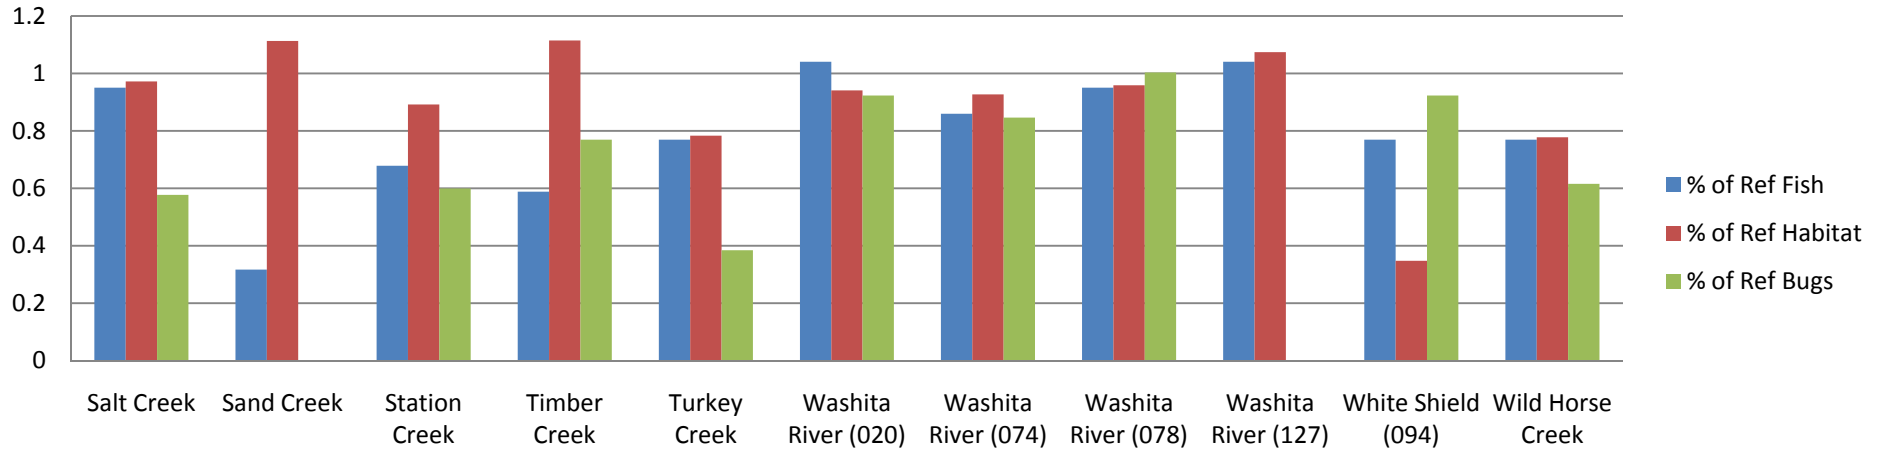 1.2
1
0.8
0.6
0.4
0.2
0
Salt Creek
Sand Creek
Station
Creek
Timber
Creek
Turkey
Creek
Washita
River (020)
Washita
River (074)
Washita
River (078)
Washita
River (127)
White Shield
(094)
Wild Horse
Creek
% of Ref Fish
% of Ref Habitat
% of Ref Bugs